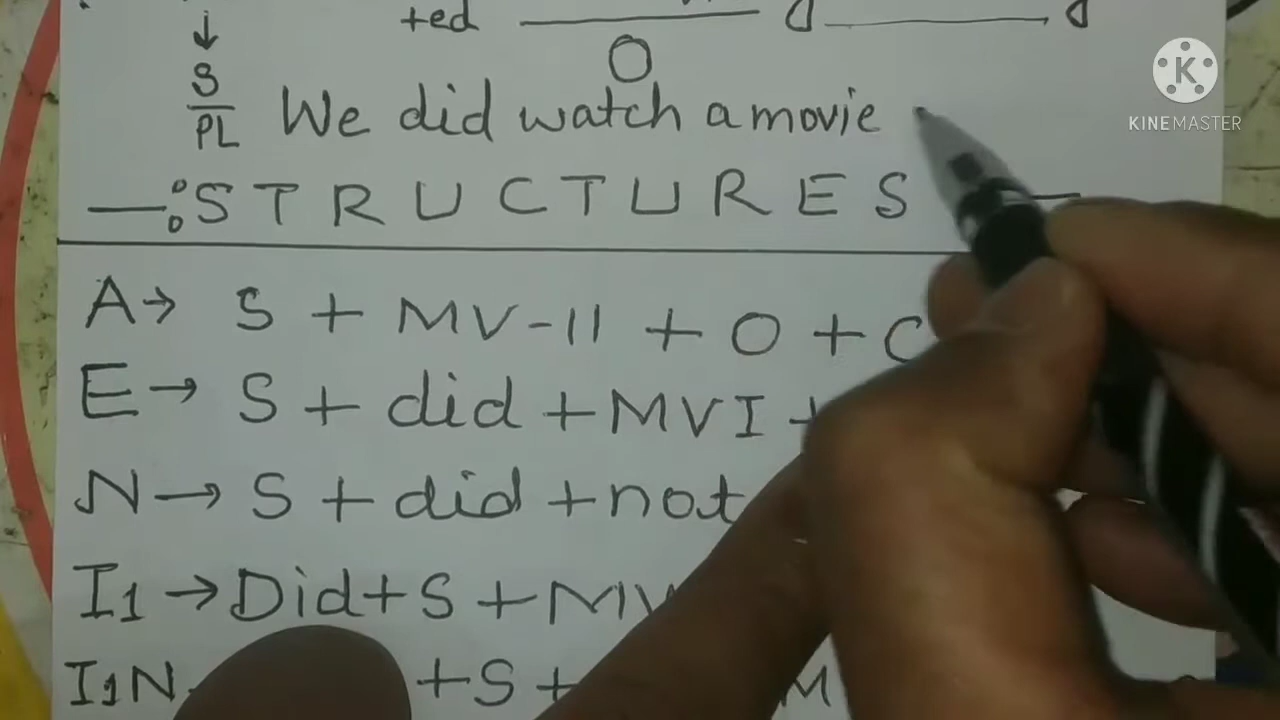 +ed
O
S
PL We did watch a movie
STRUCTURES
A→ S + MV-II + O + C
E→ S + did + MVI +
N→ S + did + not
I1→ Did + S + MV
I1N + S + M
K
KINEMASTER